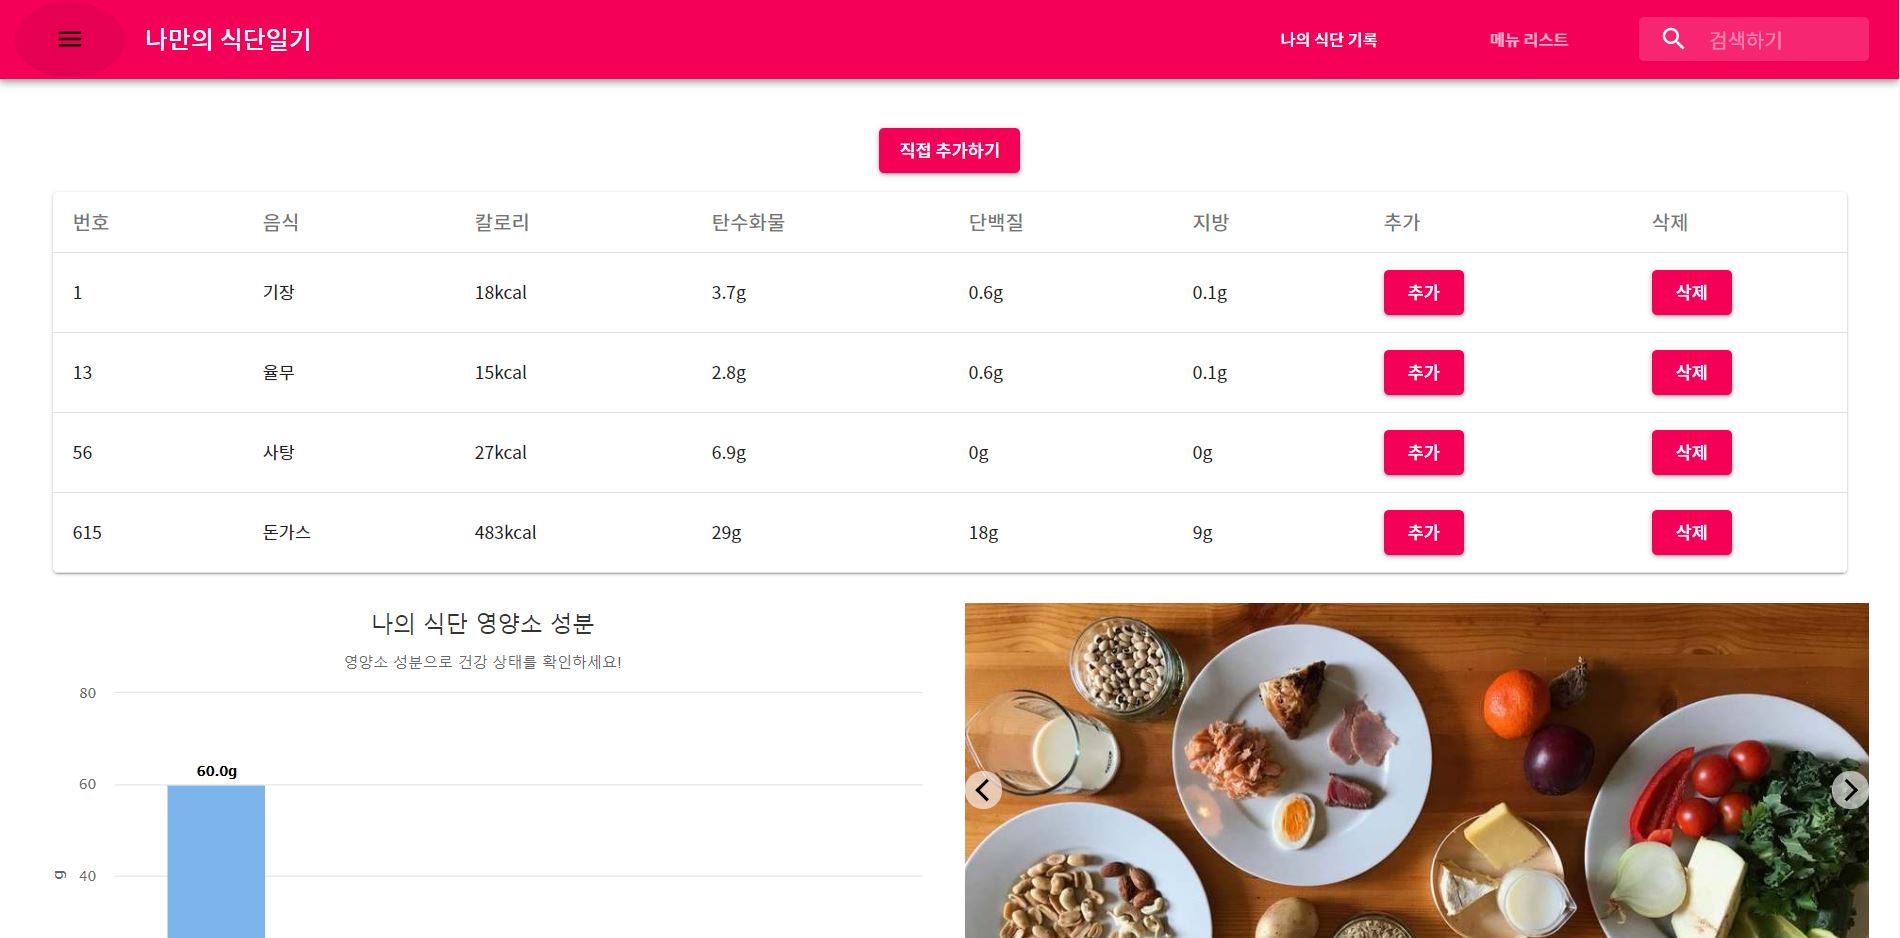 나만의 식단일기
나의 식단 기록
메뉴 리스트
검색하기
직접 추가하기
번호 음식 칼로리 탄수화물 단백질 지방 추가 삭제
1 기장 18kcal 3.7g 0.6g 0.1g 추가 삭제
13 율무 15kcal 2.8g 0.6g 0.1g 추가 삭제
56 사탕 27kcal 6.9g 0g 0g 추가 삭제
615 돈가스 483kcal 29g 18g 9g 추가 삭제
나의 식단 영양소 성분
영양소 성분으로 건강 상태를 확인하세요!
80
60.0g
60
g
40